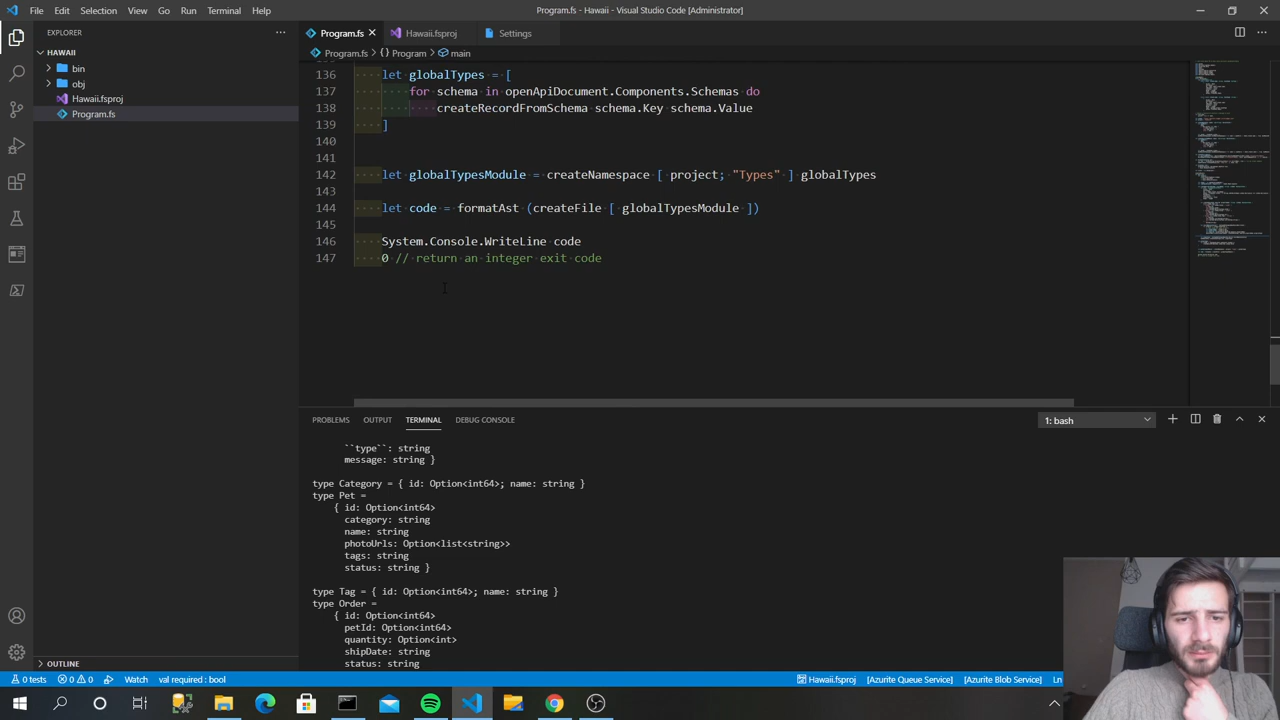 File Edit Selection View Go Run Terminal Help
Program.fs - Hawaii - Visual Studio Code [Administrator]
EXPLORER
Program.fs
Hawaii.fsproj
Settings
HAWAII
Program.fs Program main
bin
obj
Hawaii.fsproj
Program.fs
136 let globalTypes = [
137 for schema in openApiDocument.Components.Schemas do
138 createRecordFromSchema schema.Key schema.Value
139 ]
140
141
142 let globalTypesModule = createNamespace [ project; "Types" ] globalTypes
143
144 let code = formatAst (createFile [ globalTypesModule ])
145
146 System.Console.WriteLine code
147 0 // return an integer exit code
PROBLEMS OUTPUT TERMINAL DEBUG CONSOLE
1: bash
``type``: string
message: string }
type Category = { id: Option<int64>; name: string }
type Pet =
{ id: Option<int64>
category: string
name: string
photoUrls: Option<list<string>>
tags: string
status: string }
type Tag = { id: Option<int64>; name: string }
type Order =
{ id: Option<int64>
petId: Option<int64>
quantity: Option<int>
shipDate: string
status: string
OUTLINE
0 tests 0 0 Watch val required : bool
Hawaii.fsproj [Azurite Queue Service] [Azurite Blob Service] Ln